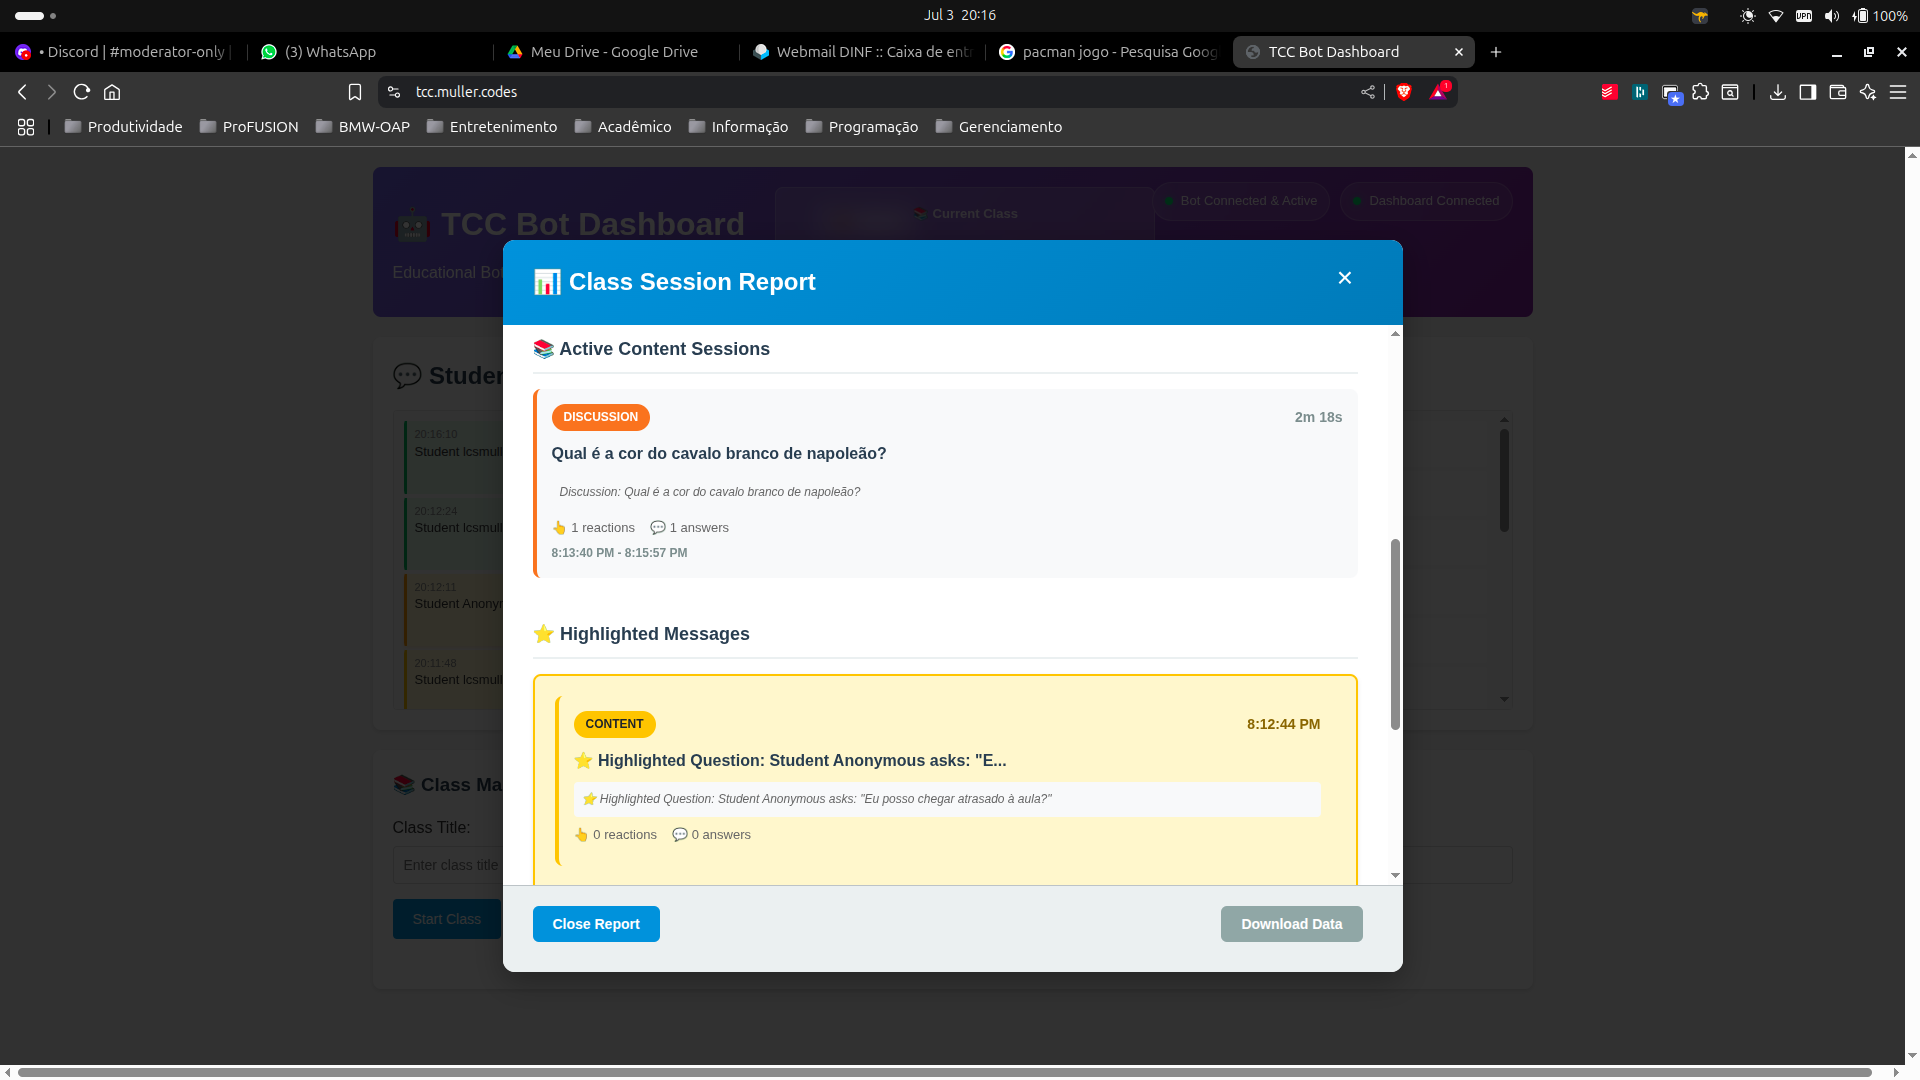 Jul 3 20:16
100%
• Discord | #moderator-only
(3) WhatsApp
Meu Drive - Google Drive
Webmail DINF :: Caixa de ent
pacman jogo - Pesquisa Goog
TCC Bot Dashboard
tcc.muller.codes
Produtividade
ProFUSION
BMW-OAP
Entretenimento
Acadêmico
Informação
Programação
Gerenciamento
TCC Bot Dashboard
Current Class
Bot Connected & Active
Dashboard Connected
Educational Bot
Class Session Report
Active Content Sessions
DISCUSSION
2m 18s
Qual é a cor do cavalo branco de napoleão?
Discussion: Qual é a cor do cavalo branco de napoleão?
1 reactions
1 answers
8:13:40 PM - 8:15:57 PM
Highlighted Messages
CONTENT
8:12:44 PM
Highlighted Question: Student Anonymous asks: "E...
Highlighted Question: Student Anonymous asks: "Eu posso chegar atrasado à aula?"
0 reactions
0 answers
Close Report
Download Data
Studen
20:16:10
Student lcsmull
20:12:24
Student lcsmull
20:12:11
Student Anonym
20:11:48
Student lcsmull
Class Ma
Class Title:
Enter class title
Start Class